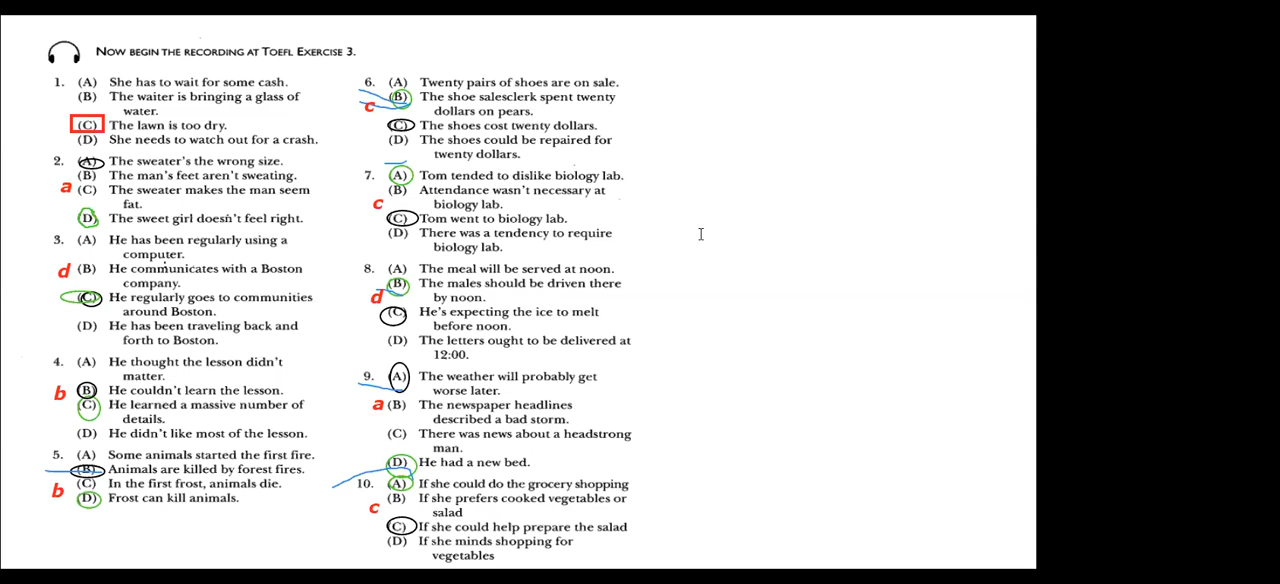 NOW BEGIN THE RECORDING AT TOEFL EXERCISE 3.
1. (A) She has to wait for some cash.
(B) The waiter is bringing a glass of
water.
(C) The lawn is too dry.
(D) She needs to watch out for a crash.
2. (A) The sweater's the wrong size.
(B) The man's feet aren't sweating.
a (C) The sweater makes the man seem
fat.
(D) The sweet girl doesn't feel right.
3. (A) He has been regularly using a
computer.
d (B) He communicates with a Boston
company.
(C) He regularly goes to communities
around Boston.
(D) He has been traveling back and
forth to Boston.
4. (A) He thought the lesson didn't
matter.
b (B) He couldn't learn the lesson.
(C) He learned a massive number of
details.
(D) He didn't like most of the lesson.
5. (A) Some animals started the first fire.
(B) Animals are killed by forest fires.
b (C) In the first frost, animals die.
(D) Frost can kill animals.
6. (A) Twenty pairs of shoes are on sale.
(B) The shoe salesclerk spent twenty
c dollars on pears.
(C) The shoes cost twenty dollars.
(D) The shoes could be repaired for
twenty dollars.
7. (A) Tom tended to dislike biology lab.
(B) Attendance wasn't necessary at
c biology lab.
(C) Tom went to biology lab.
(D) There was a tendency to require
biology lab.
8. (A) The meal will be served at noon.
(B) The males should be driven there
d by noon.
(C) He's expecting the ice to melt
before noon.
(D) The letters ought to be delivered at
12:00.
9. (A) The weather will probably get
worse later.
a (B) The newspaper headlines
described a bad storm.
(C) There was news about a headstrong
man.
(D) He had a new bed.
10. (A) If she could do the grocery shopping
(B) If she prefers cooked vegetables or
c salad
(C) If she could help prepare the salad
(D) If she minds shopping for
vegetables